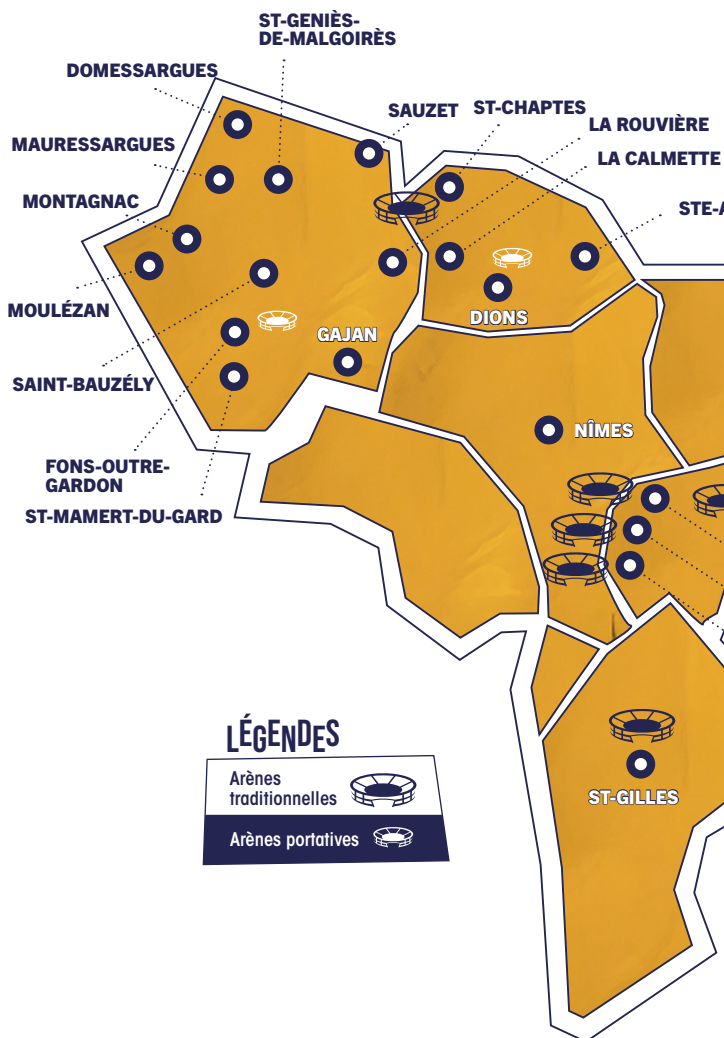 ST-GENIÈS-
DE-MALGOIRÈS
DOMESSARGUES
SAUZET
ST-CHAPTES
LA ROUVIÈRE
MAURESSARGUES
LA CALMETTE
MONTAGNAC
STE-A
MOULÉZAN
DIONS
GAJAN
SAINT-BAUZÉLY
NÎMES
FONS-OUTRE-
GARDON
ST-MAMERT-DU-GARD
LÉGENDES
Arènes
traditionnelles
Arènes portatives
ST-GILLES